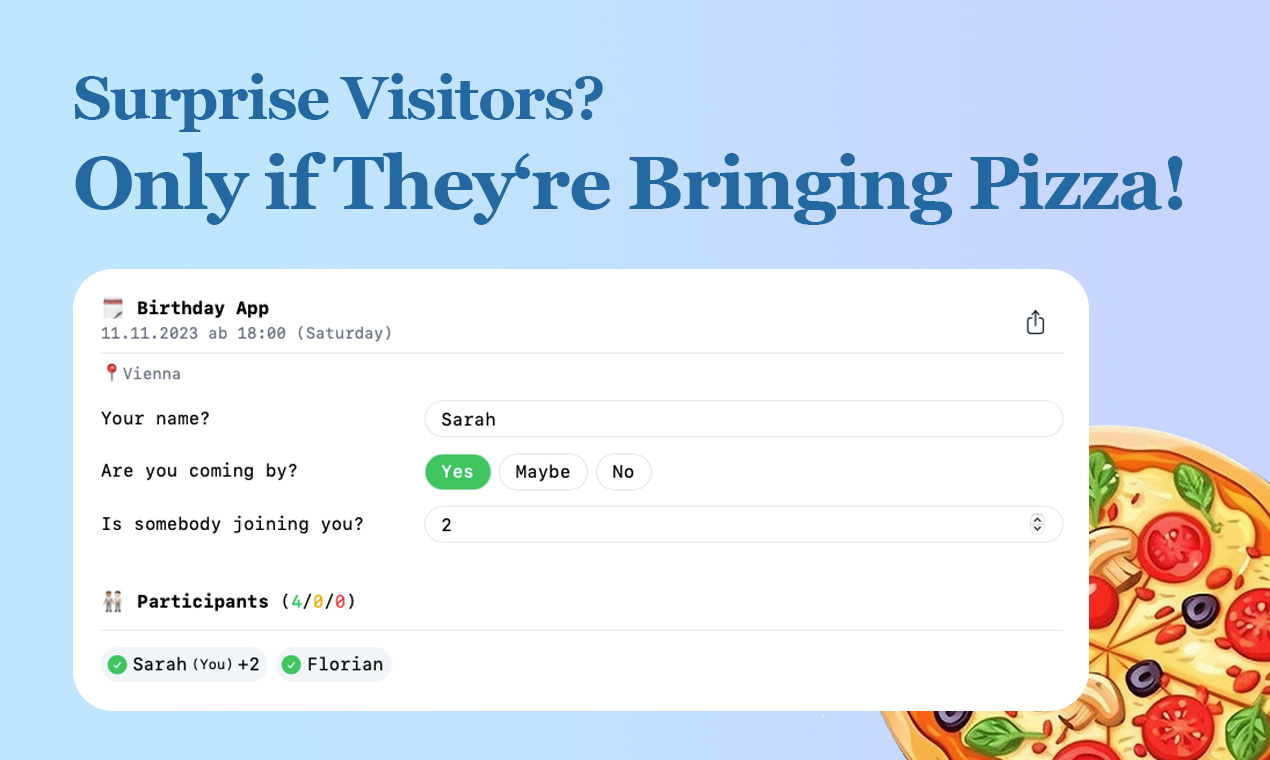 Surprise Visitors?
Only if They‘re Bringing Pizza!
Birthday App
11.11.2023 ab 18:00 (Saturday)
Vienna
Your name? Sarah
Are you coming by? Yes Maybe No
Is somebody joining you? 2
Participants (4/0/0)
Sarah (You) +2 Florian